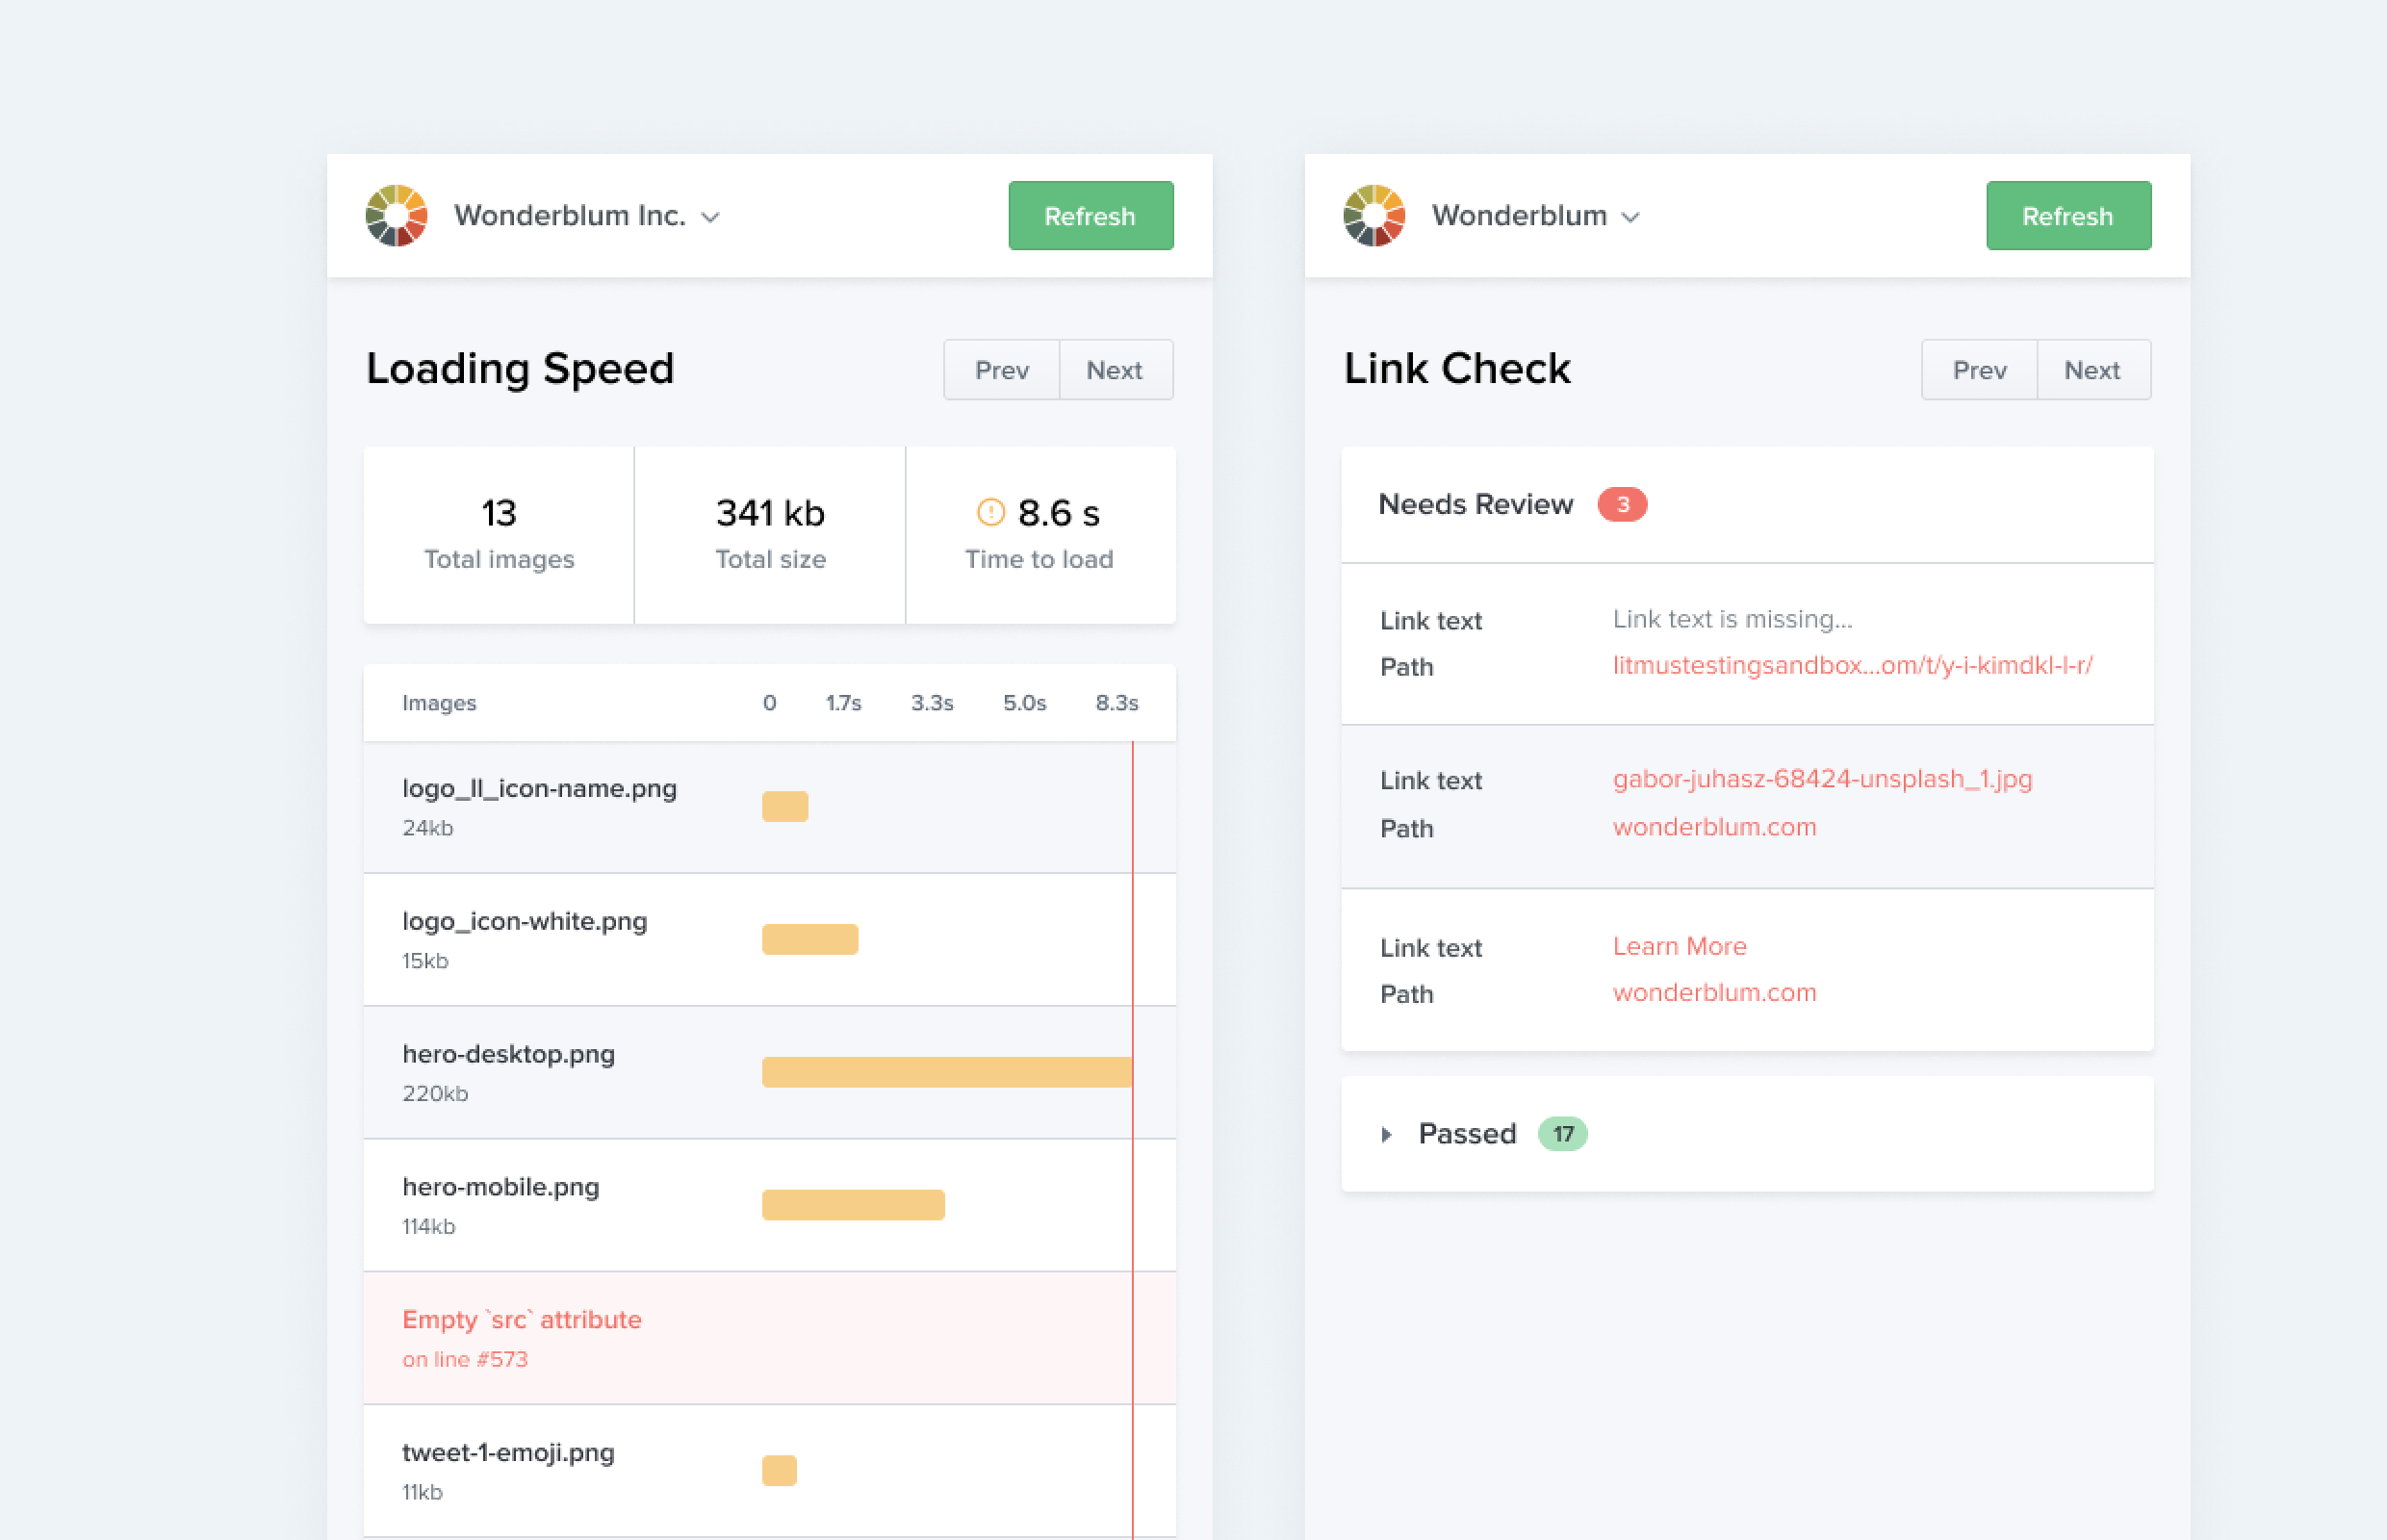 Wonderblum Inc.
Refresh
Loading Speed
Prev Next
13
Total images
341 kb
Total size
! 8.6 s
Time to load
Images 0 1.7s 3.3s 5.0s 8.3s
logo_ll_icon-name.png
24kb
logo_icon-white.png
15kb
hero-desktop.png
220kb
hero-mobile.png
114kb
Empty `src` attribute
on line #573
tweet-1-emoji.png
11kb
Wonderblum
Refresh
Link Check
Prev Next
Needs Review 3
Link text Link text is missing...
Path litmustestingsandbox...om/t/y-i-kimdkl-l-r/
Link text gabor-juhasz-68424-unsplash_1.jpg
Path wonderblum.com
Link text Learn More
Path wonderblum.com
Passed 17